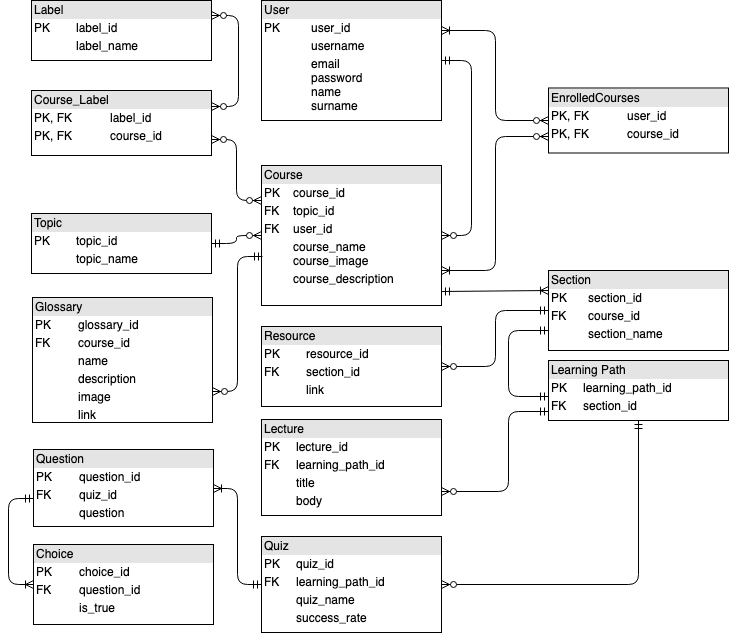 Label
PK label_id
label_name
User
PK user_id
username
email
password
name
surname
Course_Label
PK, FK label_id
PK, FK course_id
EnrolledCourses
PK, FK user_id
PK, FK course_id
Course
PK course_id
FK topic_id
FK user_id
course_name
course_image
course_description
Topic
PK topic_id
topic_name
Section
PK section_id
FK course_id
section_name
Glossary
PK glossary_id
FK course_id
name
description
image
link
Resource
PK resource_id
FK section_id
link
Learning Path
PK learning_path_id
FK section_id
Lecture
PK lecture_id
FK learning_path_id
title
body
Question
PK question_id
FK quiz_id
question
Choice
PK choice_id
FK question_id
is_true
Quiz
PK quiz_id
FK learning_path_id
quiz_name
success_rate